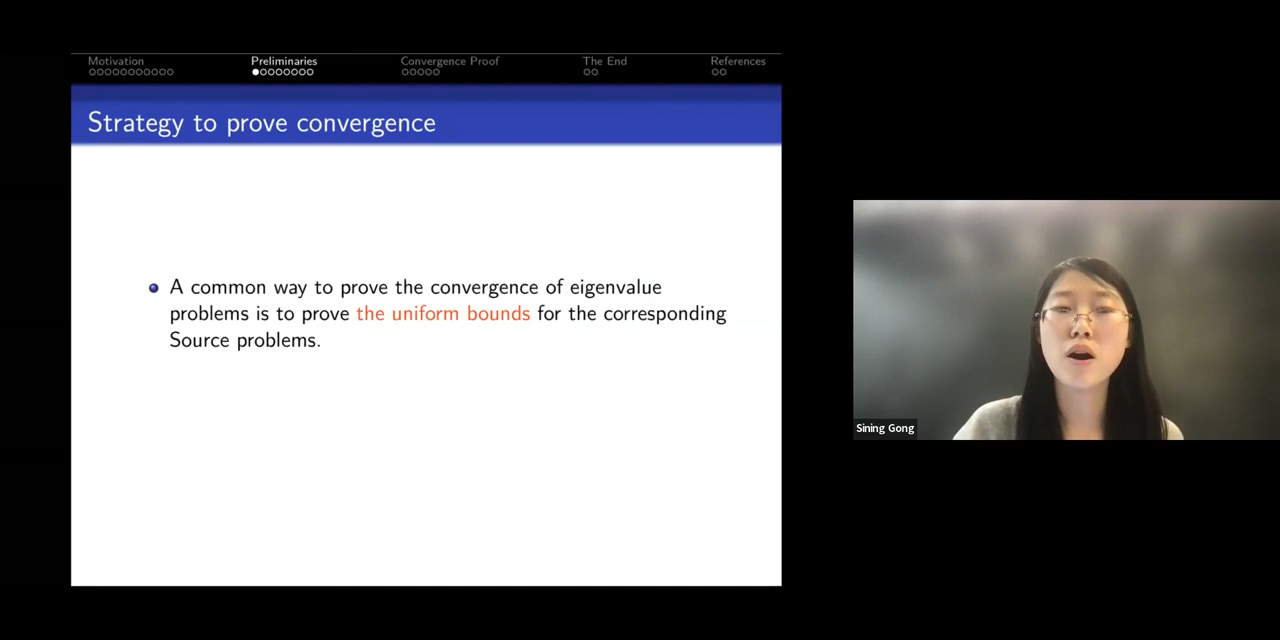 Motivation Preliminaries Convergence Proof The End References
Strategy to prove convergence
A common way to prove the convergence of eigenvalue
problems is to prove the uniform bounds for the corresponding
Source problems.
Sining Gong